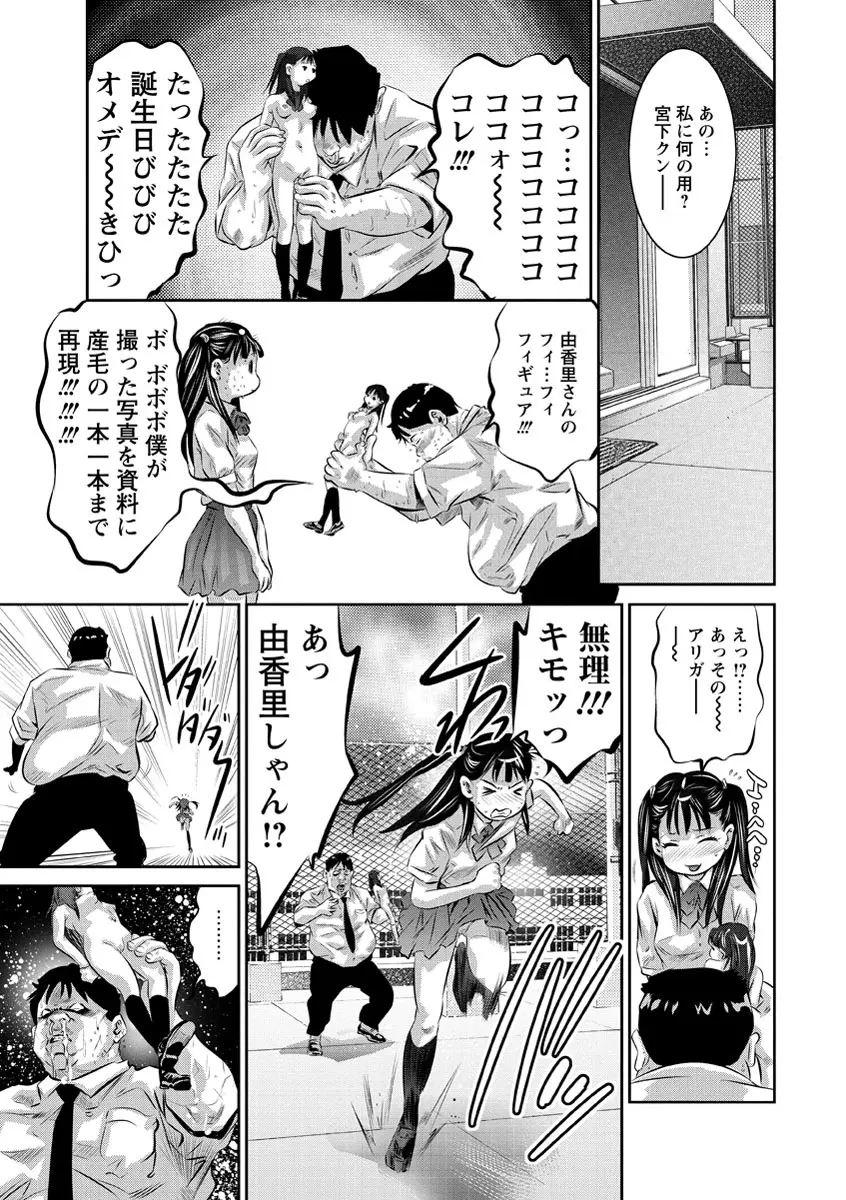 あの…
私に何の用？
宮下クン——
コっ…ココココ
ココココココココ
ココォ〜〜
コレ!!!
たったたたた
誕生日びびび
オメデ〜〜きひっ
由香里さんの
フィ…フィ
フィギュア!!!
ボ ボボボ僕が
撮った写真を資料に
産毛の一本一本まで
再現!!!!!!!!!
えっ!?……
あっその〜〜
アリガ——
〜〜
無理!!!
キモッっ
あっ
由香里しゃん!?
ダダダダ
………